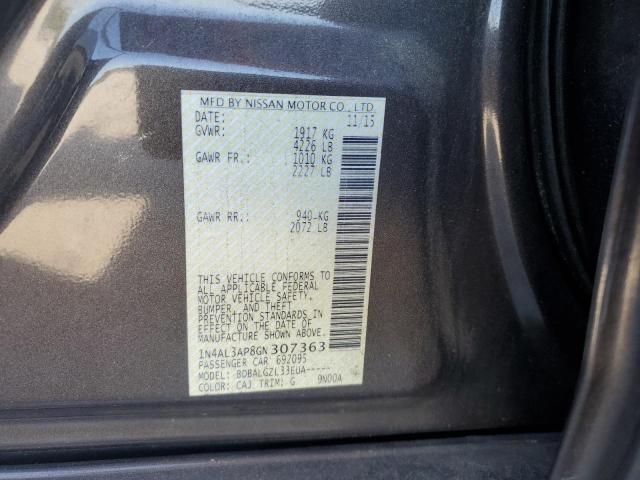 MFD BY NISSAN MOTOR CO., LTD.
DATE: 11/15
GVWR: 1917 KG
4226 LB
GAWR FR.: 1010 KG
2227 LB
GAWR RR.: 940 KG
2072 LB
THIS VEHICLE CONFORMS TO
ALL APPLICABLE FEDERAL
MOTOR VEHICLE SAFETY,
BUMPER, AND THEFT
PREVENTION STANDARDS IN
EFFECT ON THE DATE OF
MANUFACTURE SHOWN ABOVE.
1N4AL3AP8GN307363
PASSENGER CAR 692095
MODEL: BDBALGZL33EUA-----
COLOR: CAJ TRIM: G 9N00A